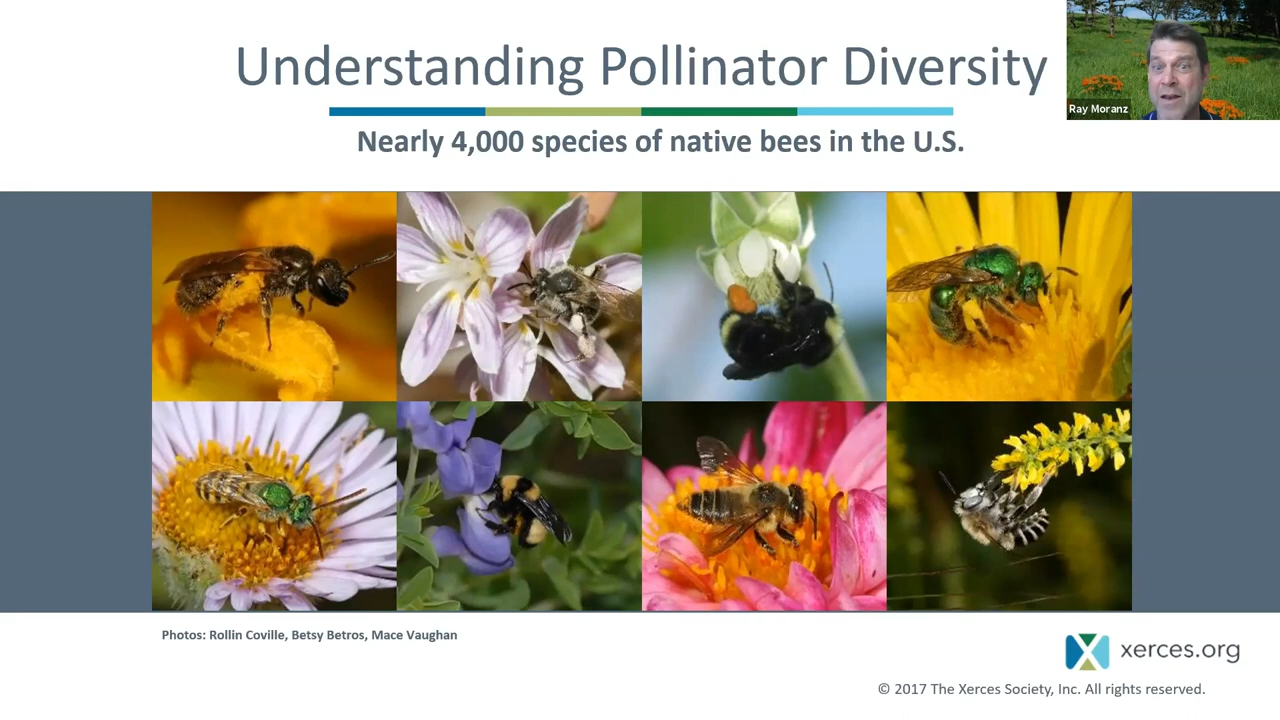 Understanding Pollinator Diversity
Ray Moranz
Nearly 4,000 species of native bees in the U.S.
Photos: Rollin Coville, Betsy Betros, Mace Vaughan
xerces.org
© 2017 The Xerces Society, Inc. All rights reserved.